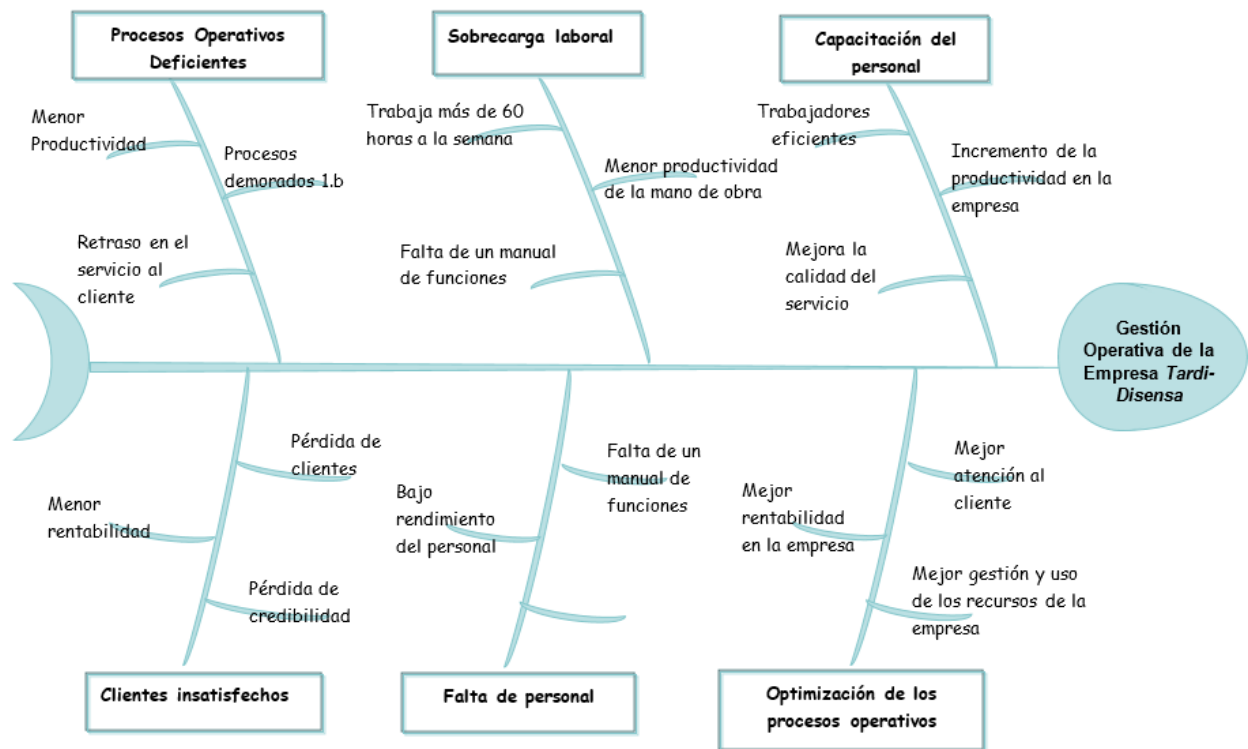 Procesos Operativos
Deficientes
Sobrecarga laboral
Capacitación del
personal
Menor
Productividad
Procesos
demorados 1.b
Retraso en el
servicio al
cliente
Trabaja más de 60
horas a la semana
Menor productividad
de la mano de obra
Falta de un manual
de funciones
Trabajadores
eficientes
Incremento de la
productividad en la
empresa
Mejora la
calidad del
servicio
Gestión
Operativa de la
Empresa Tardi-
Disensa
Pérdida de
clientes
Menor
rentabilidad
Pérdida de
credibilidad
Falta de un
manual de
funciones
Bajo
rendimiento
del personal
Mejor
atención al
cliente
Mejor
rentabilidad
en la empresa
Mejor gestión y uso
de los recursos de la
empresa
Clientes insatisfechos
Falta de personal
Optimización de los
procesos operativos